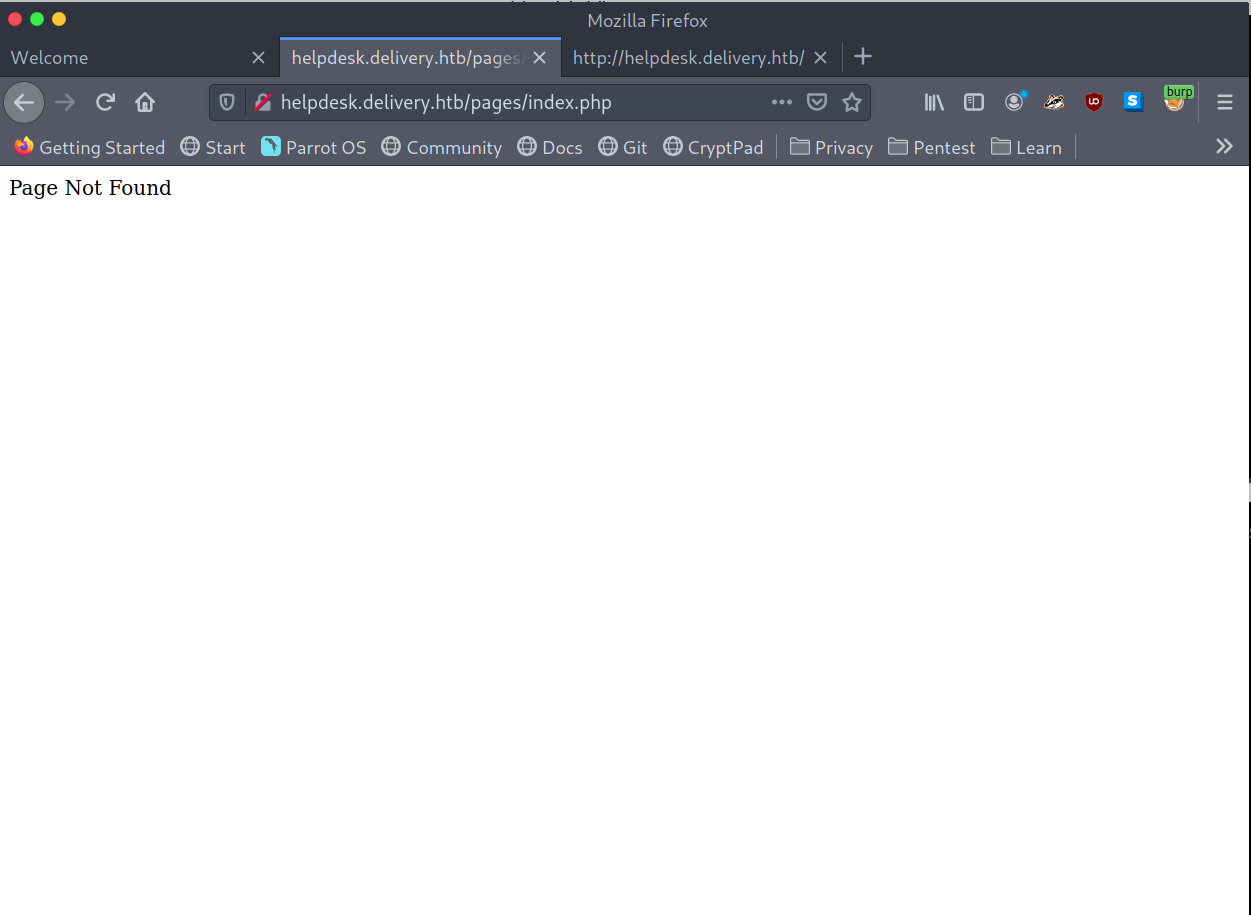 Mozilla Firefox
Welcome
helpdesk.delivery.htb/pages/
http://helpdesk.delivery.htb/
helpdesk.delivery.htb/pages/index.php
burp
Getting Started Start Parrot OS Community Docs Git CryptPad Privacy Pentest Learn
Page Not Found